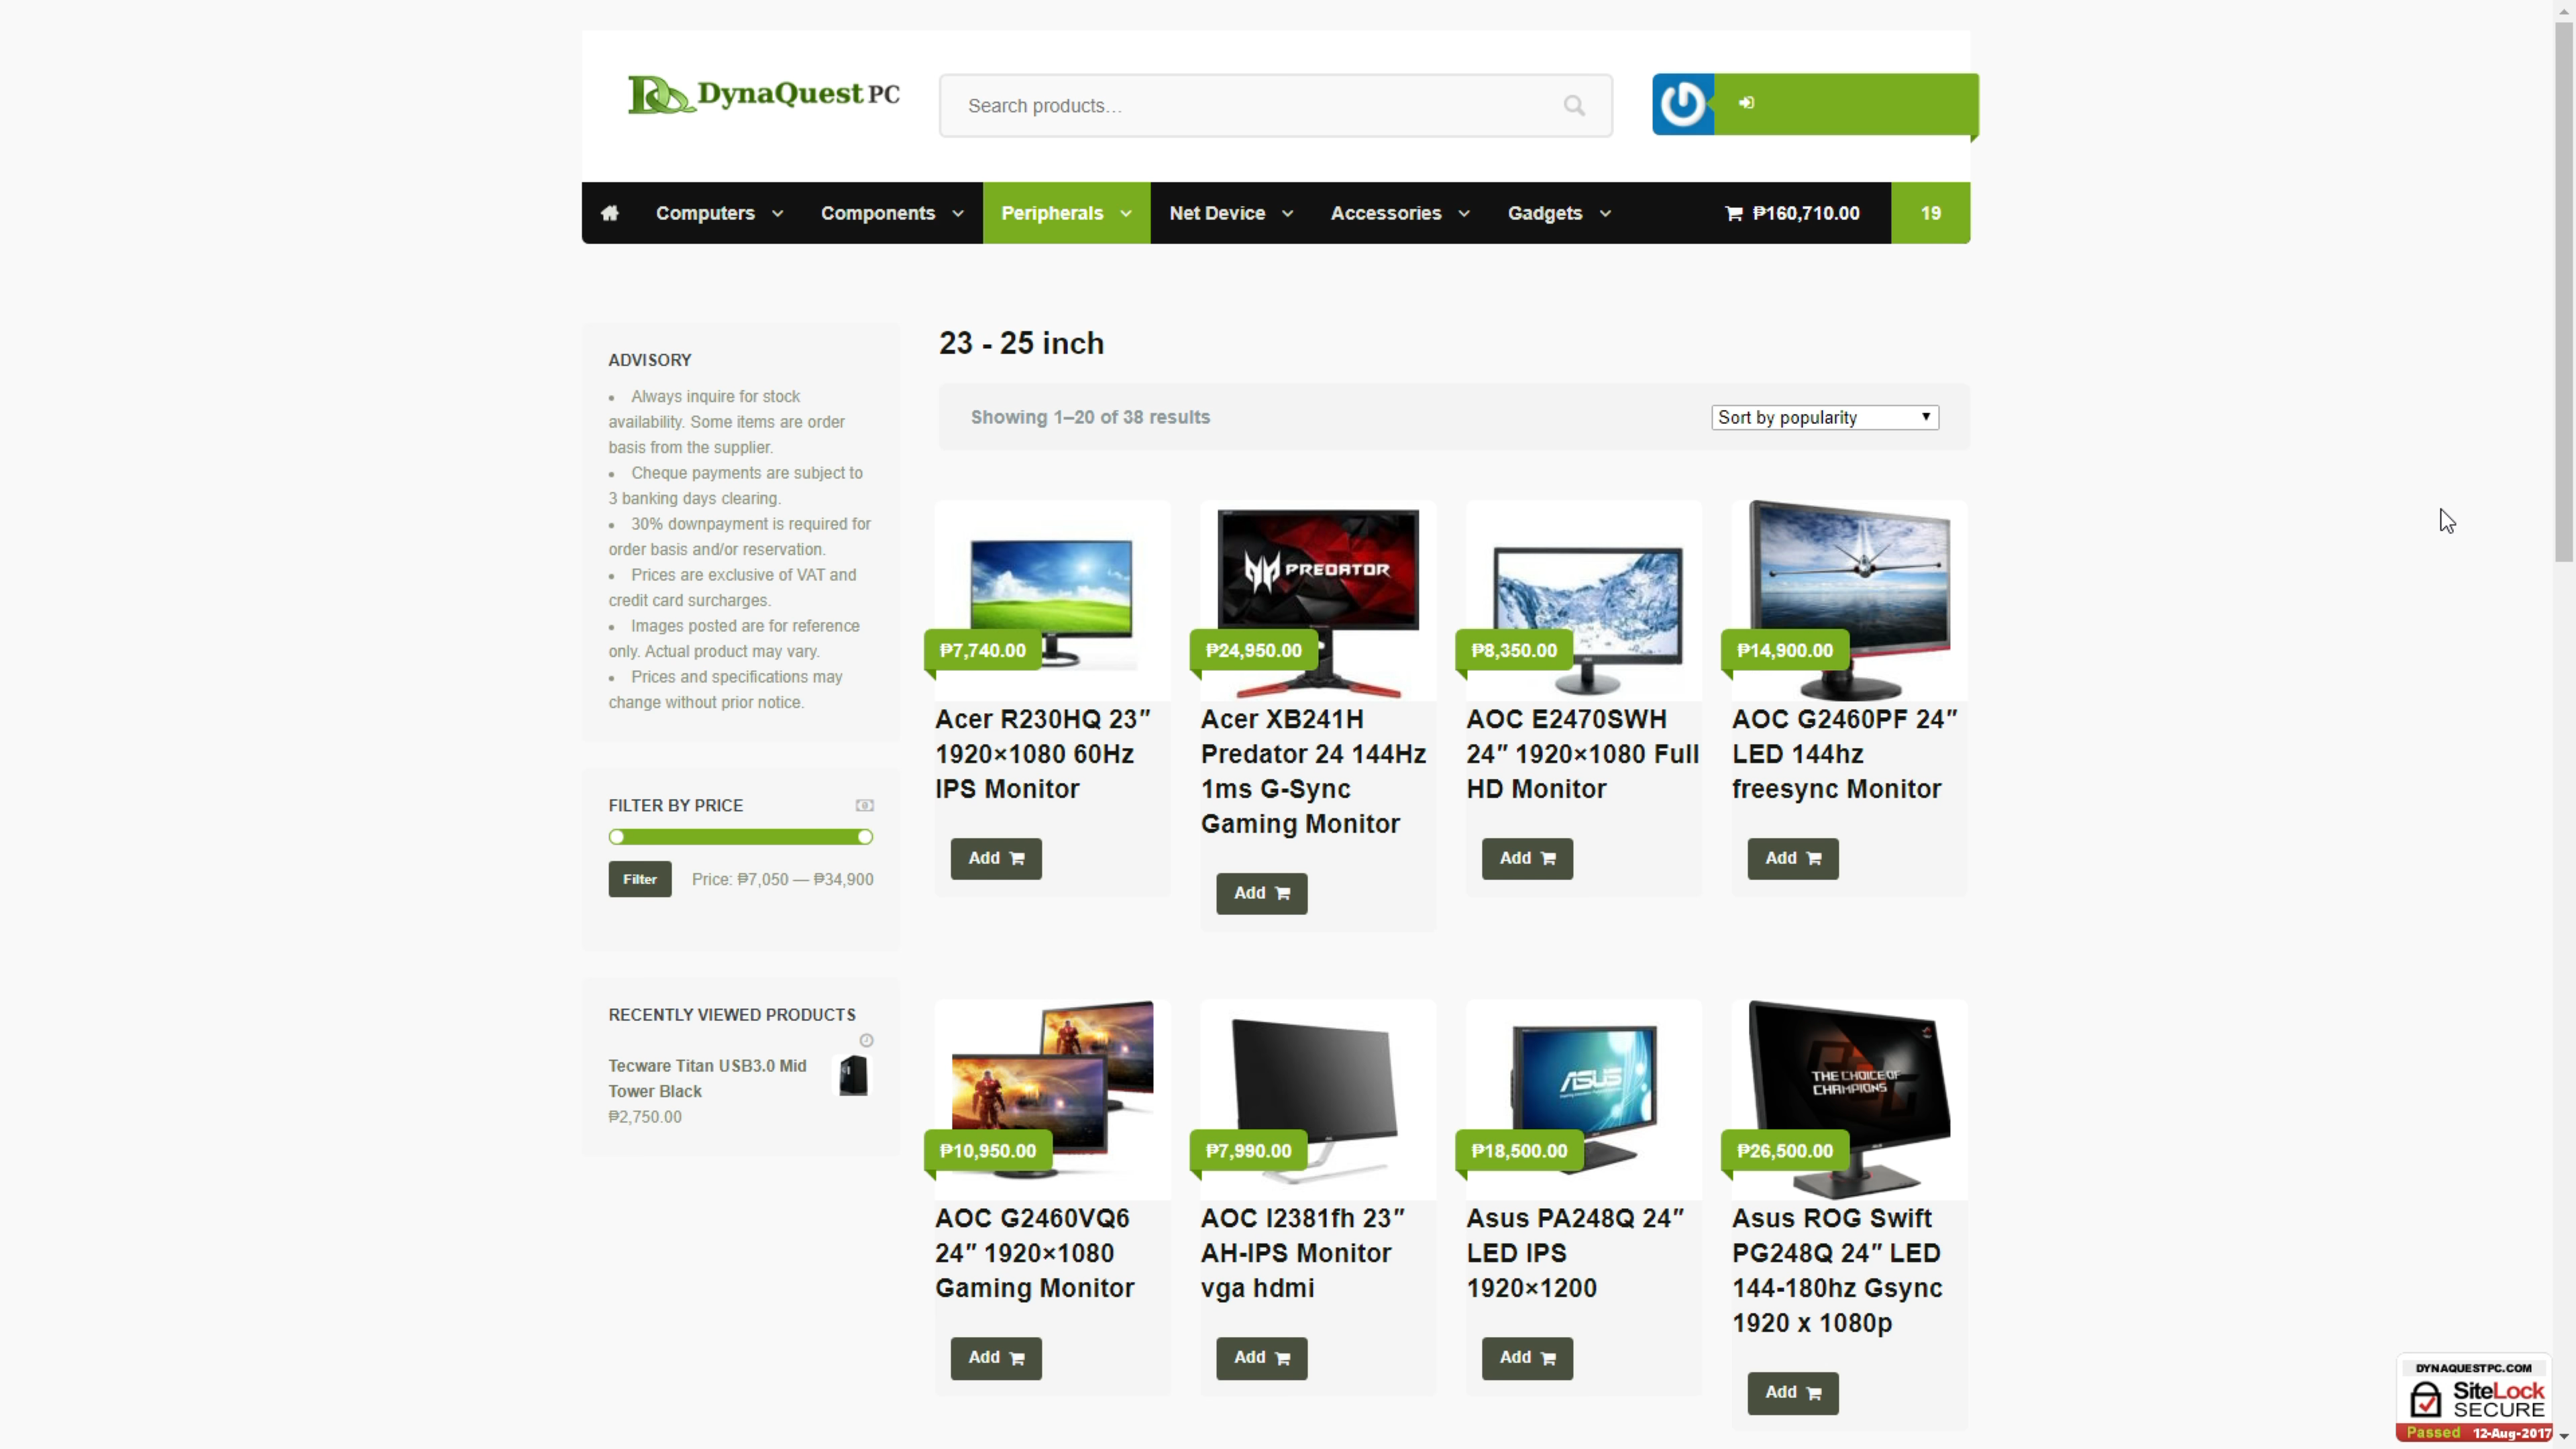 DynaQuest PC
Search products...
Computers
Components
Peripherals
Net Device
Accessories
Gadgets
₱160,710.00
19
ADVISORY
• Always inquire for stock
availability. Some items are order
basis from the supplier.
• Cheque payments are subject to
3 banking days clearing.
• 30% downpayment is required for
order basis and/or reservation.
• Prices are exclusive of VAT and
credit card surcharges.
• Images posted are for reference
only. Actual product may vary.
• Prices and specifications may
change without prior notice.
FILTER BY PRICE
Filter
Price: ₱7,050 — ₱34,900
RECENTLY VIEWED PRODUCTS
Tecware Titan USB3.0 Mid
Tower Black
₱2,750.00
23 - 25 inch
Showing 1–20 of 38 results
Sort by popularity
₱7,740.00
Acer R230HQ 23″
1920×1080 60Hz
IPS Monitor
Add
PREDATOR
₱24,950.00
Acer XB241H
Predator 24 144Hz
1ms G-Sync
Gaming Monitor
Add
₱8,350.00
AOC E2470SWH
24″ 1920×1080 Full
HD Monitor
Add
₱14,900.00
AOC G2460PF 24″
LED 144hz
freesync Monitor
Add
₱10,950.00
AOC G2460VQ6
24″ 1920×1080
Gaming Monitor
Add
₱7,990.00
AOC I2381fh 23″
AH-IPS Monitor
vga hdmi
Add
ASUS
₱18,500.00
Asus PA248Q 24″
LED IPS
1920×1200
Add
THE CHOICE OF
CHAMPIONS
₱26,500.00
Asus ROG Swift
PG248Q 24″ LED
144-180hz Gsync
1920 x 1080p
Add
DYNAQUESTPC.COM
SiteLock
SECURE
Passed 12-Aug-2017